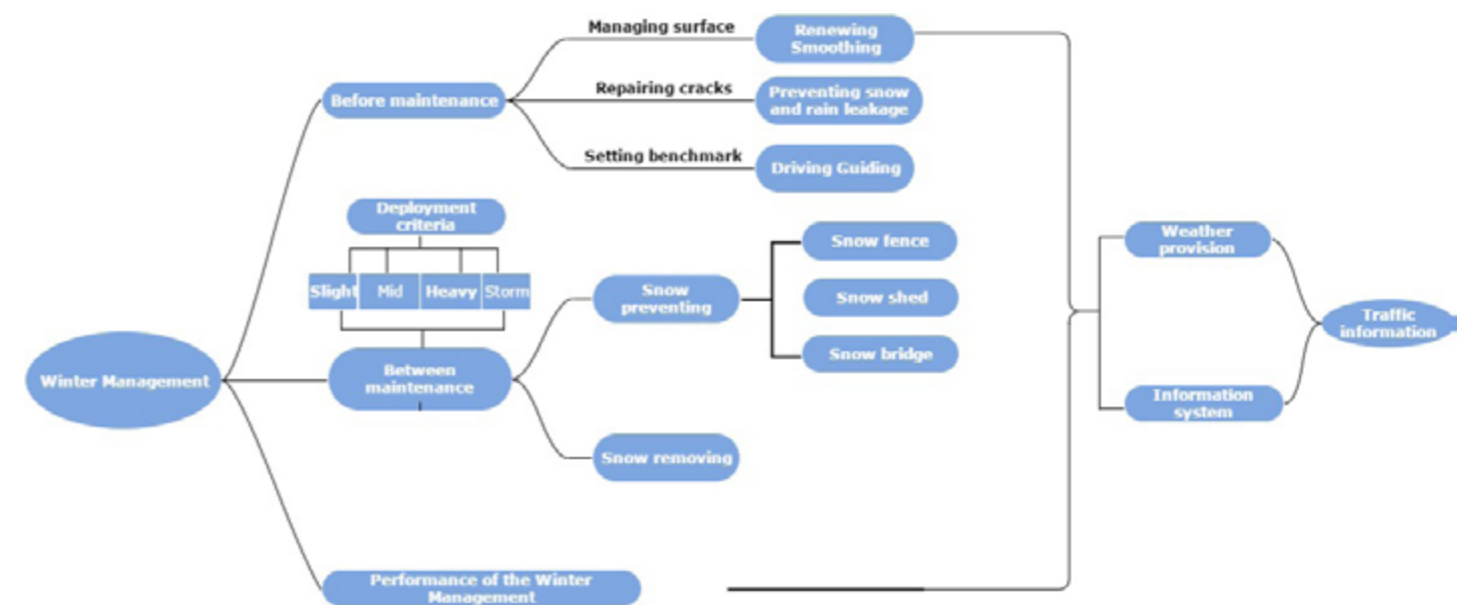 Managing surface
Renewing
Smoothing
Before maintenance
Repairing cracks
Preventing snow
and rain leakage
Setting benchmark
Driving Guiding
Deployment
criteria
Slight
Mid
Heavy
Storm
Snow
preventing
Snow fence
Snow shed
Snow bridge
Winter Management
Between
maintenance
Snow removing
Performance of the Winter
Management
Weather
provision
Information
system
Traffic
information